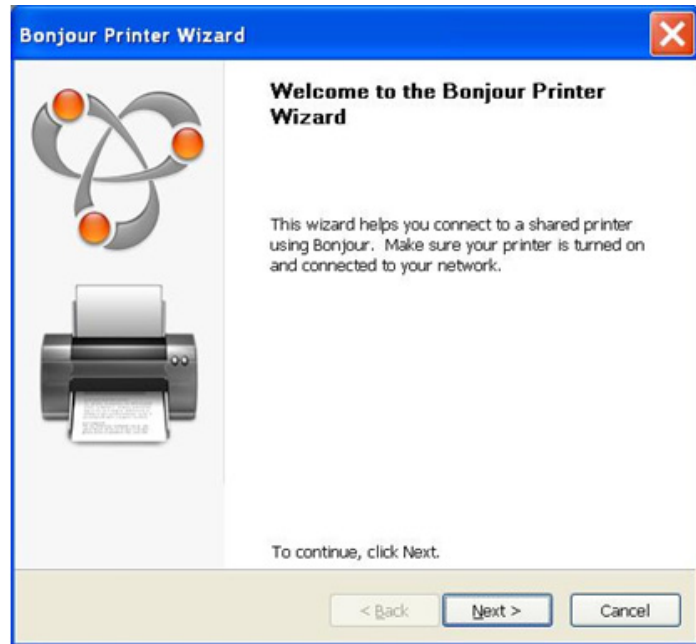 Bonjour Printer Wizard
Welcome to the Bonjour Printer
Wizard
This wizard helps you connect to a shared printer
using Bonjour.  Make sure your printer is turned on
and connected to your network.
To continue, click Next.
< Back
Next >
Cancel